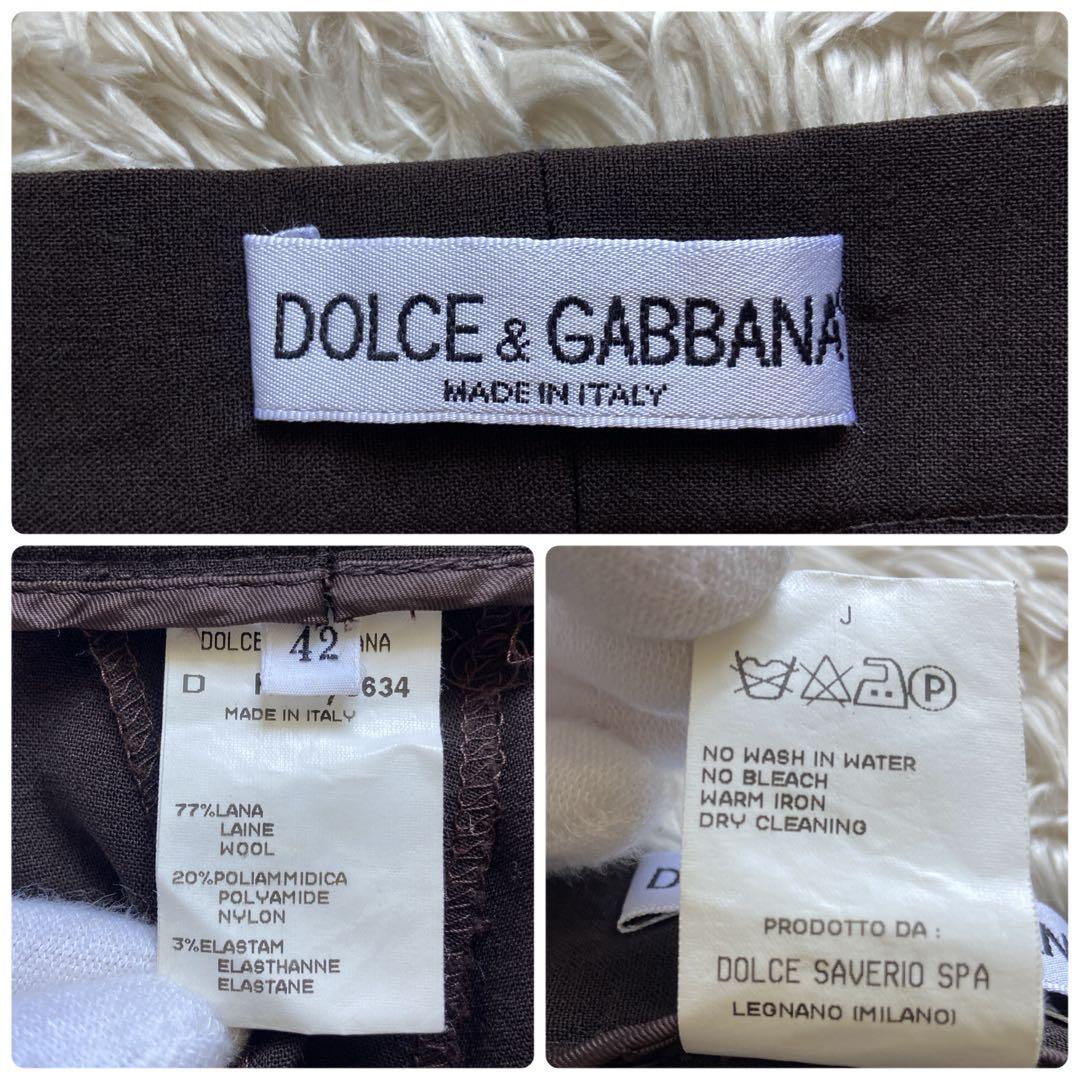 DOLCE & GABBANA
MADE IN ITALY
DOLCE ANA
42
D 634
MADE IN ITALY
77%LANA
LAINE
WOOL
20%POLIAMMIDICA
POLYAMIDE
NYLON
3%ELASTAM
ELASTHANNE
ELASTANE
J
P
NO WASH IN WATER
NO BLEACH
WARM IRON
DRY CLEANING
D
N
PRODOTTO DA :
DOLCE SAVERIO SPA
LEGNANO (MILANO)